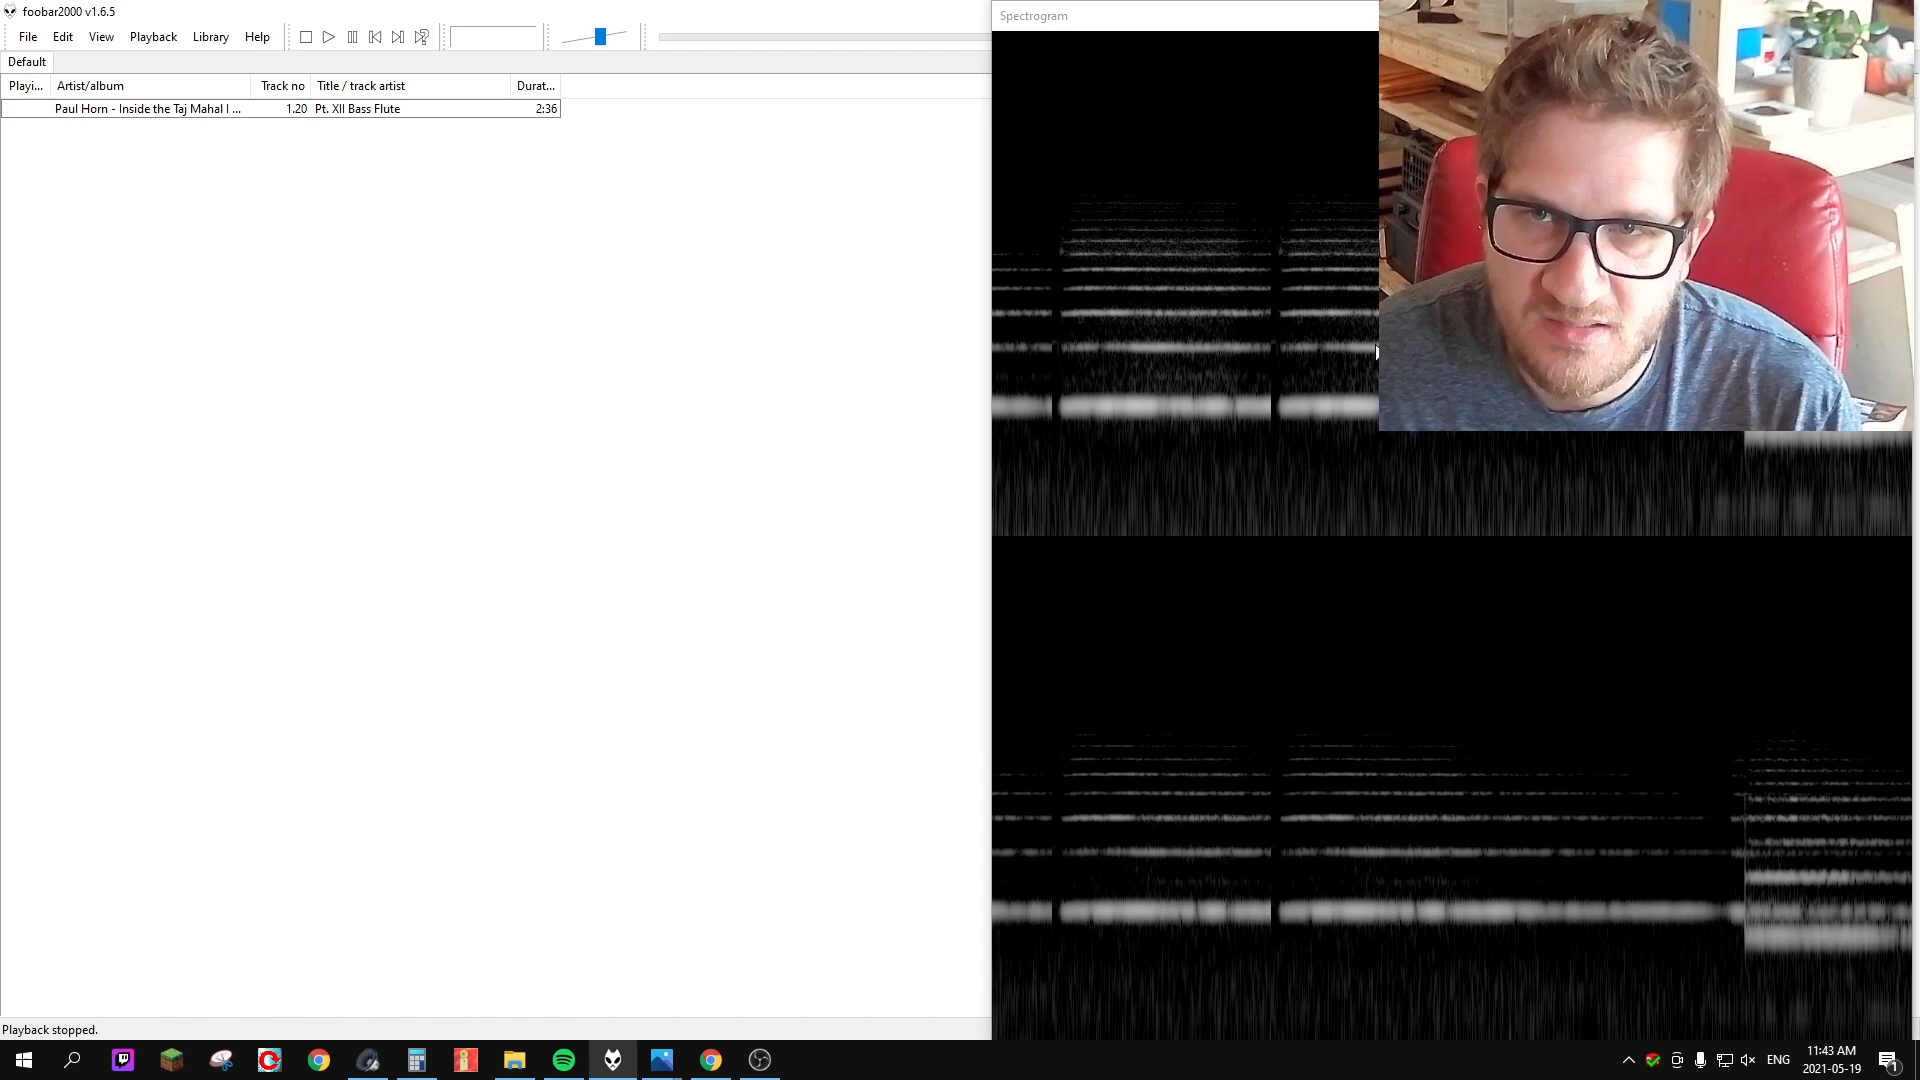 foobar2000 v1.6.5
File Edit View Playback Library Help
Default
Playi... Artist/album Track no Title / track artist Durat...
Paul Horn - Inside the Taj Mahal I ... 1.20 Pt. XII Bass Flute 2:36
Spectrogram
Playback stopped.
ENG
11:43 AM
2021-05-19
1